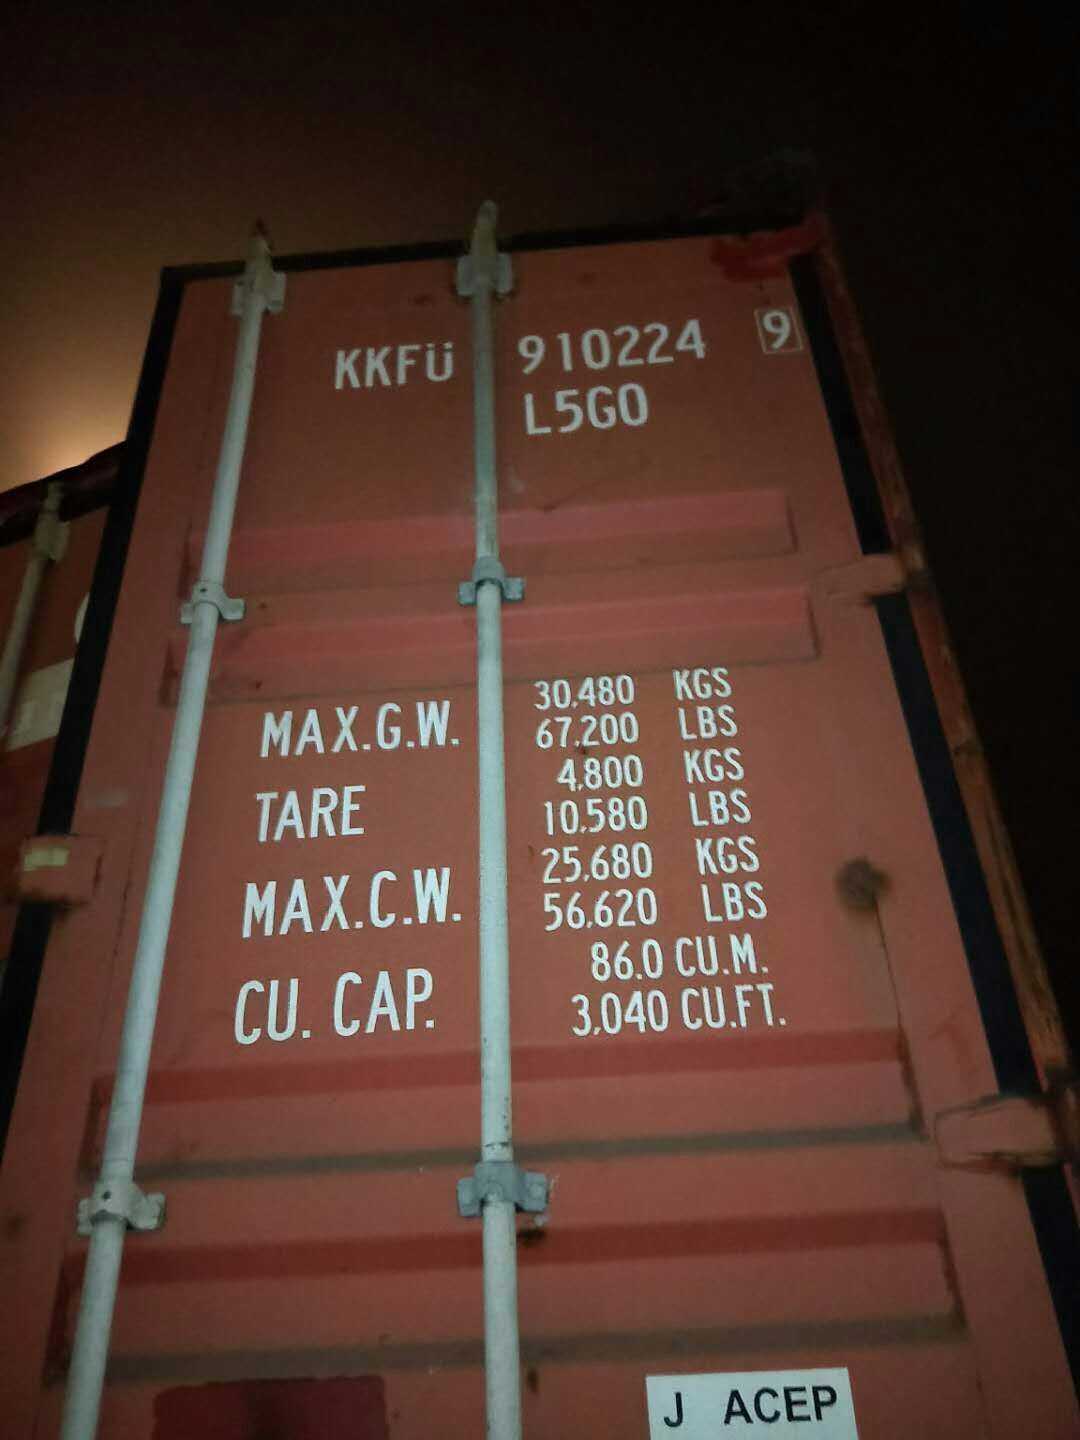 KKFU 910224 9
L5G0
MAX.G.W. 30,480 KGS
67,200 LBS
TARE 4,800 KGS
10,580 LBS
MAX.C.W. 25,680 KGS
56,620 LBS
CU. CAP. 86.0 CU.M.
3,040 CU.FT.
J ACEP